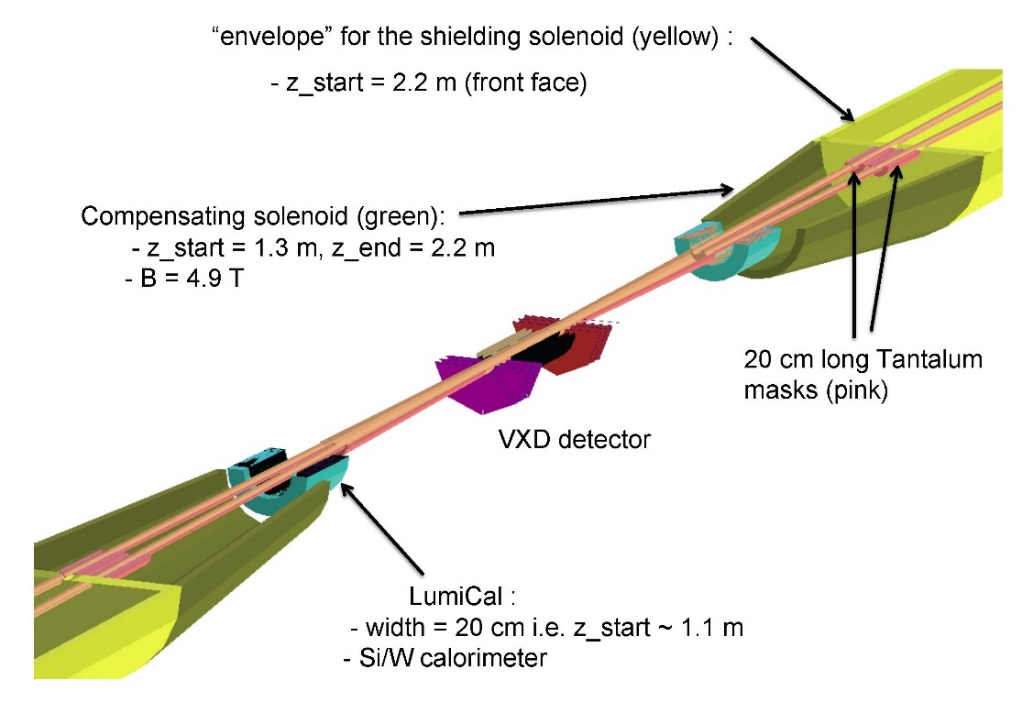 “envelope” for the shielding solenoid (yellow) :
- z_start = 2.2 m (front face)
Compensating solenoid (green):
- z_start = 1.3 m, z_end = 2.2 m
- B = 4.9 T
20 cm long Tantalum
masks (pink)
VXD detector
LumiCal :
- width = 20 cm i.e. z_start ~ 1.1 m
- Si/W calorimeter